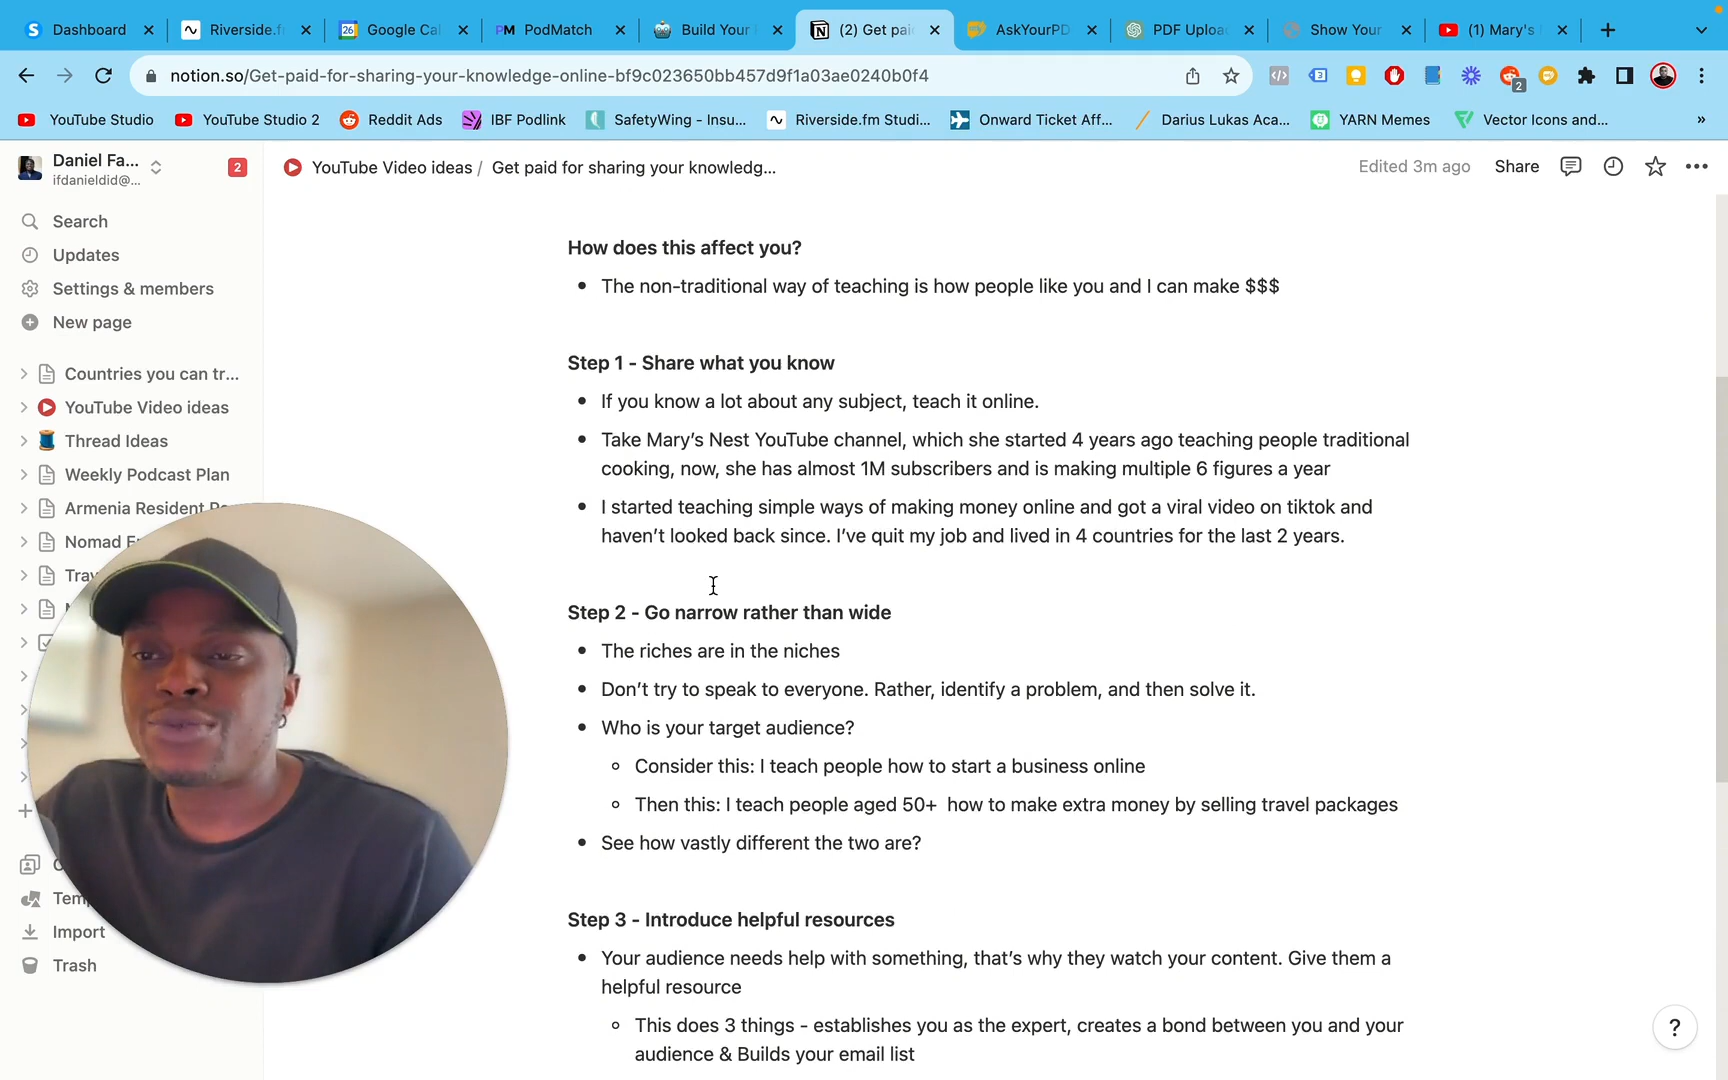 Dashboard
Riverside.f
Google Cal
PM PodMatch
Build Your
(2) Get pai
AskYourPD
PDF Uploa
Show Your
(1) Mary's
notion.so/Get-paid-for-sharing-your-knowledge-online-bf9c023650bb457d9f1a03ae0240b0f4
YouTube Studio
YouTube Studio 2
Reddit Ads
IBF Podlink
SafetyWing - Insu...
Riverside.fm Studi...
Onward Ticket Aff...
Darius Lukas Aca...
YARN Memes
Vector Icons and...
»
Daniel Fa...
ifdanieldid@...
2
YouTube Video ideas / Get paid for sharing your knowledg...
Edited 3m ago
Share
Search
Updates
Settings & members
New page
Countries you can tr...
YouTube Video ideas
Thread Ideas
Weekly Podcast Plan
Armenia Resident
Nomad
Trav
Import
Trash
How does this affect you?
• The non-traditional way of teaching is how people like you and I can make $$$
Step 1 - Share what you know
• If you know a lot about any subject, teach it online.
• Take Mary’s Nest YouTube channel, which she started 4 years ago teaching people traditional
cooking, now, she has almost 1M subscribers and is making multiple 6 figures a year
• I started teaching simple ways of making money online and got a viral video on tiktok and
haven’t looked back since. I’ve quit my job and lived in 4 countries for the last 2 years.
Step 2 - Go narrow rather than wide
• The riches are in the niches
• Don’t try to speak to everyone. Rather, identify a problem, and then solve it.
• Who is your target audience?
◦ Consider this: I teach people how to start a business online
◦ Then this: I teach people aged 50+ how to make extra money by selling travel packages
• See how vastly different the two are?
Step 3 - Introduce helpful resources
• Your audience needs help with something, that’s why they watch your content. Give them a
helpful resource
◦ This does 3 things - establishes you as the expert, creates a bond between you and your
audience & Builds your email list
?